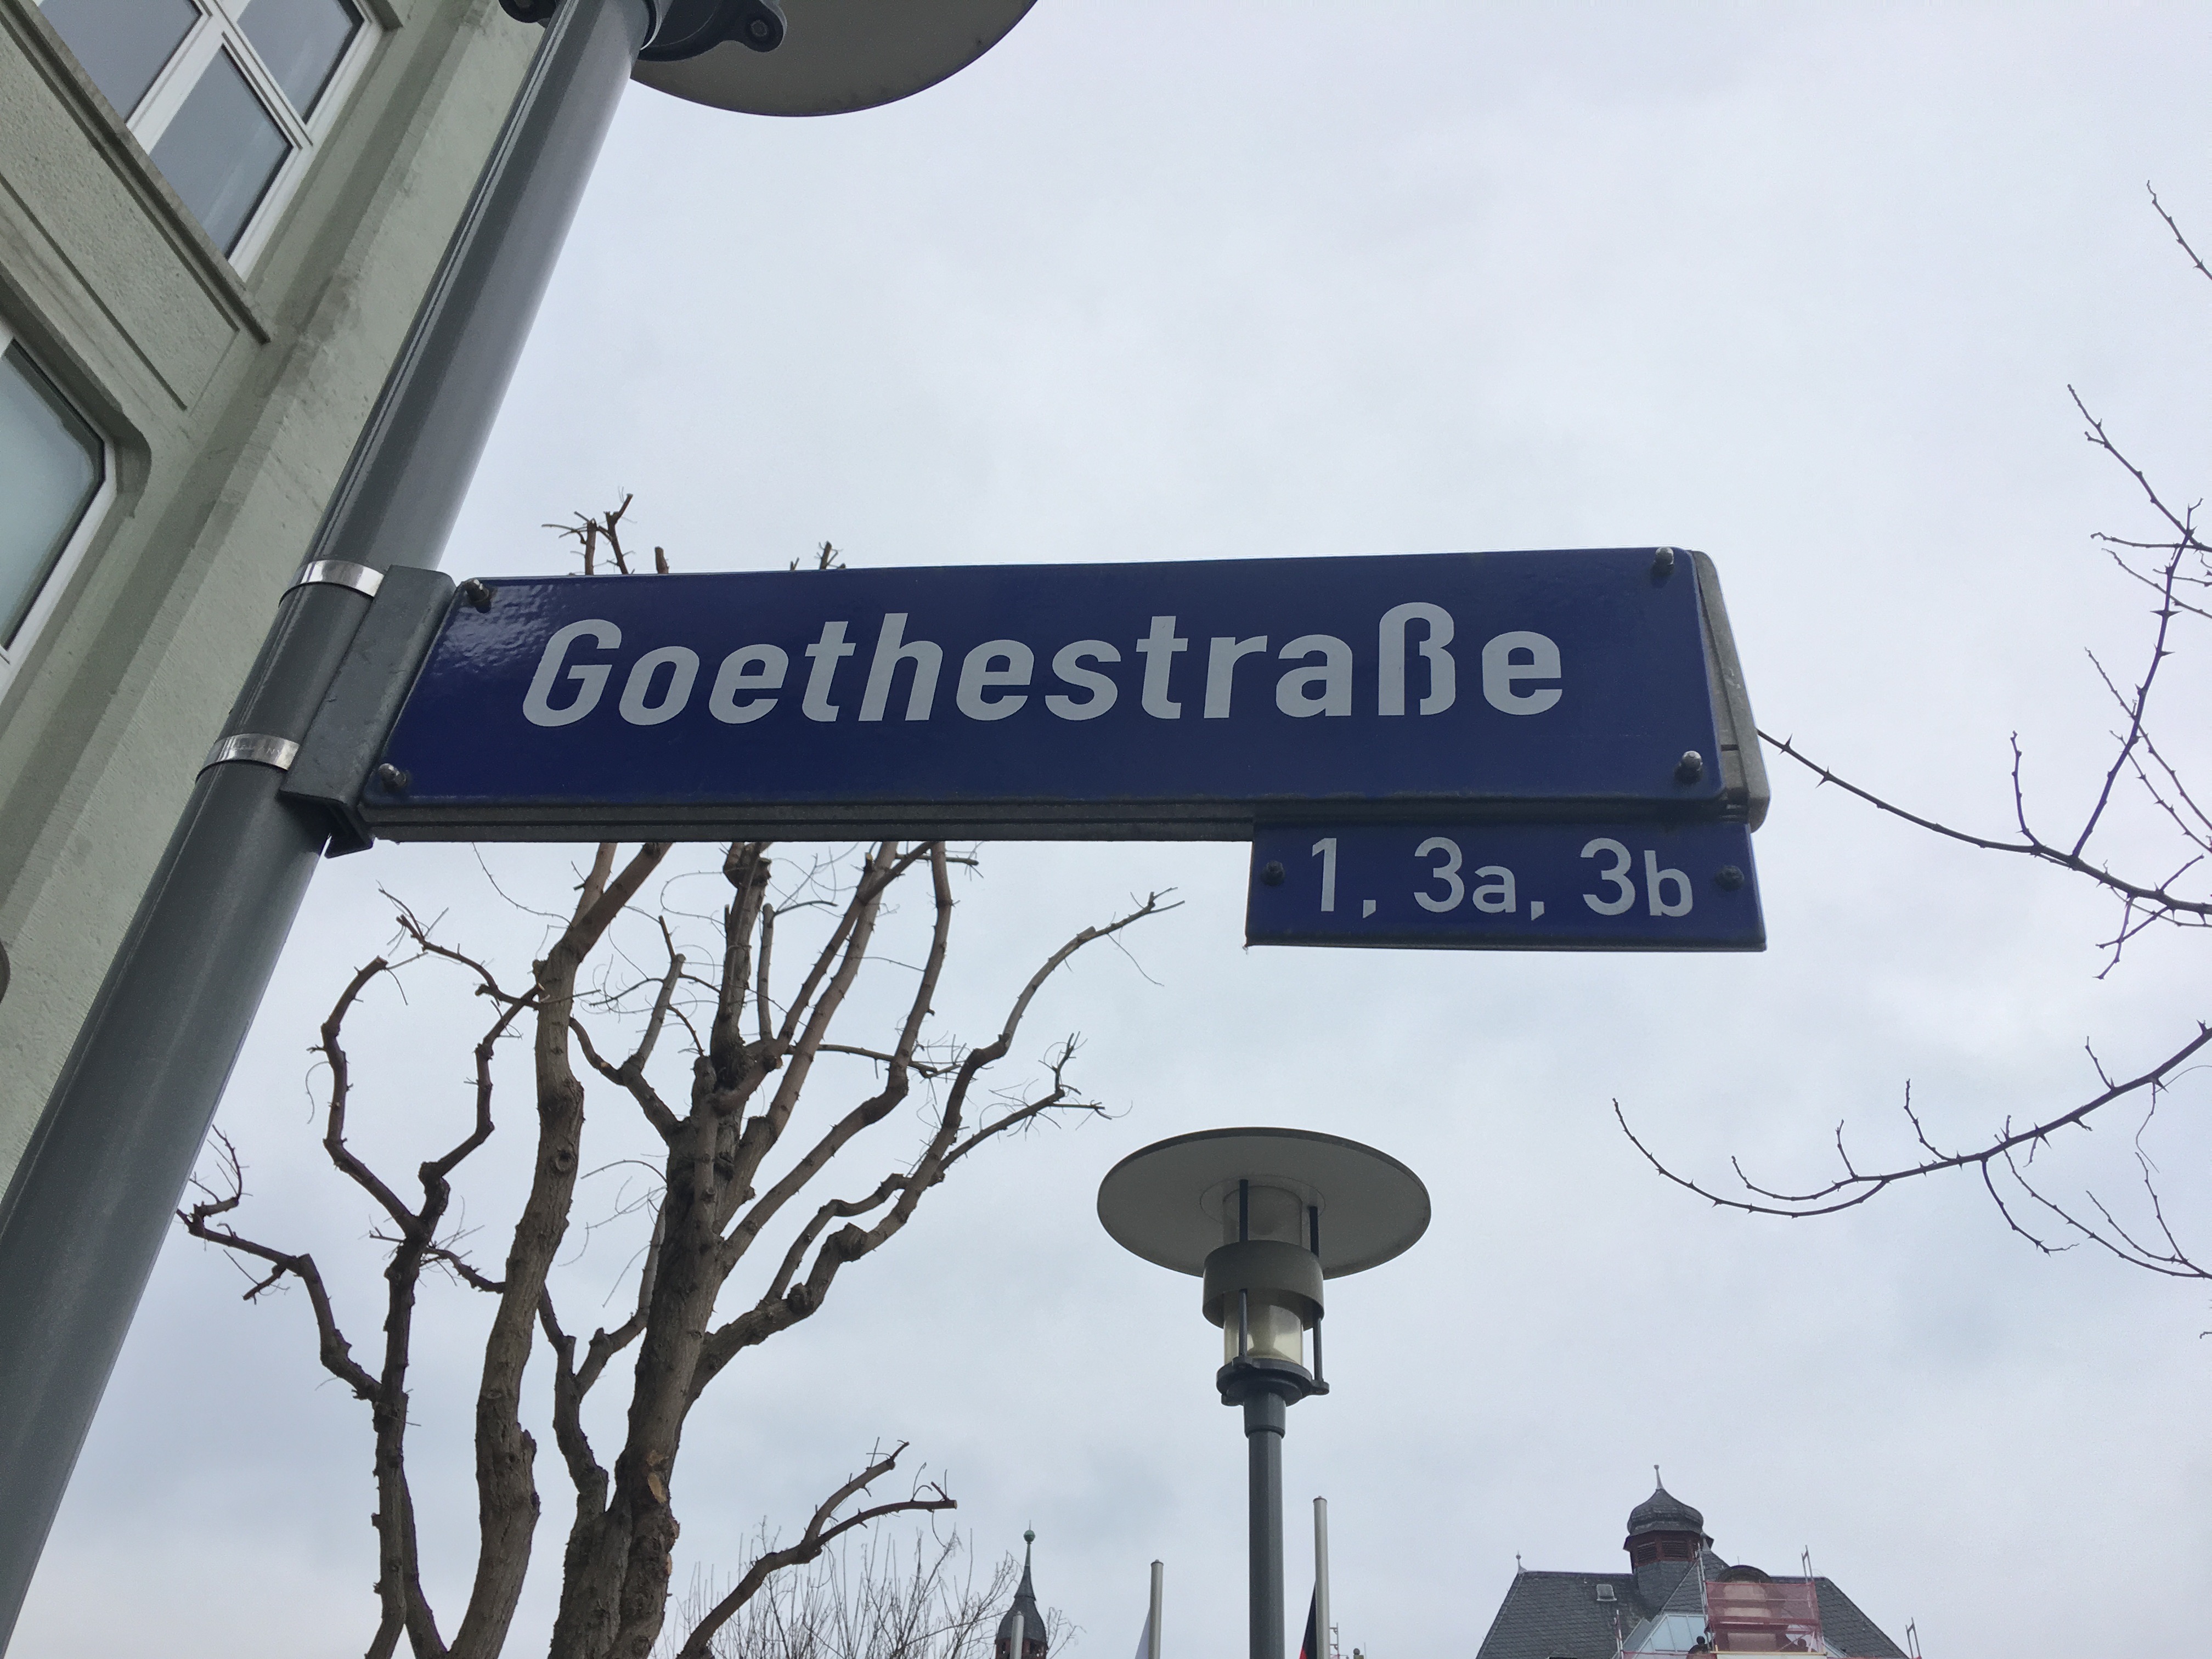 Goethestraße
1, 3a, 3b